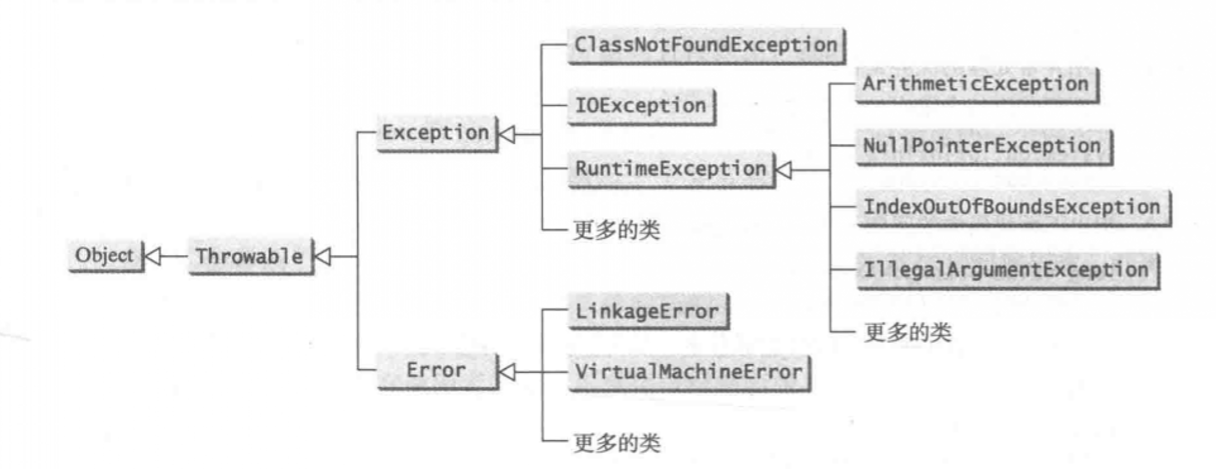 ClassNotFoundException
ArithmeticException
IOException
Exception
NullPointerException
RuntimeException
IndexOutOfBoundsException
更多的类
Object
Throwable
IllegalArgumentException
LinkageError
更多的类
Error
VirtualMachineError
更多的类